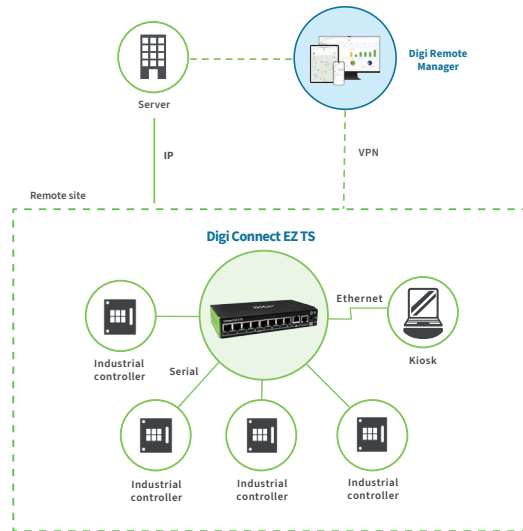 Digi Remote
Manager
Server
IP
VPN
Remote site
Digi Connect EZ TS
DIGI
Ethernet
Industrial
controller
Serial
Kiosk
Industrial
controller
Industrial
controller
Industrial
controller